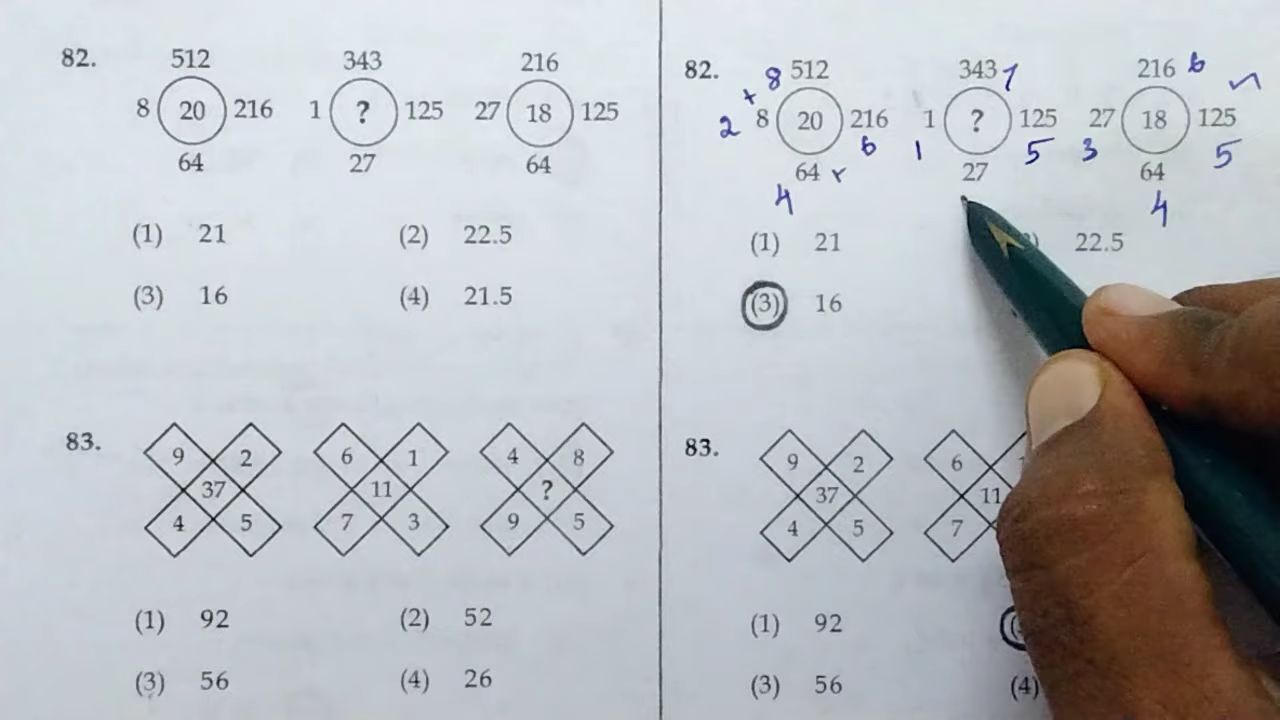 82.
512 343 216
8 20 216 1 ? 125 27 18 125
64 27 64
(1) 21 (2) 22.5
(3) 16 (4) 21.5
83.
9 2 6 1 4 8
37 11 ?
4 5 7 3 9 5
(1) 92 (2) 52
(3) 56 (4) 26
82.
8 512 343 7 216 6
8 20 216 1 ? 125 27 18 125
2 6 1 5 3 5
64 27 64
4 4
(1) 21 22.5
(3) 16
83.
9 2 6
37 11
4 5 7
(1) 92
(3) 56 (4)